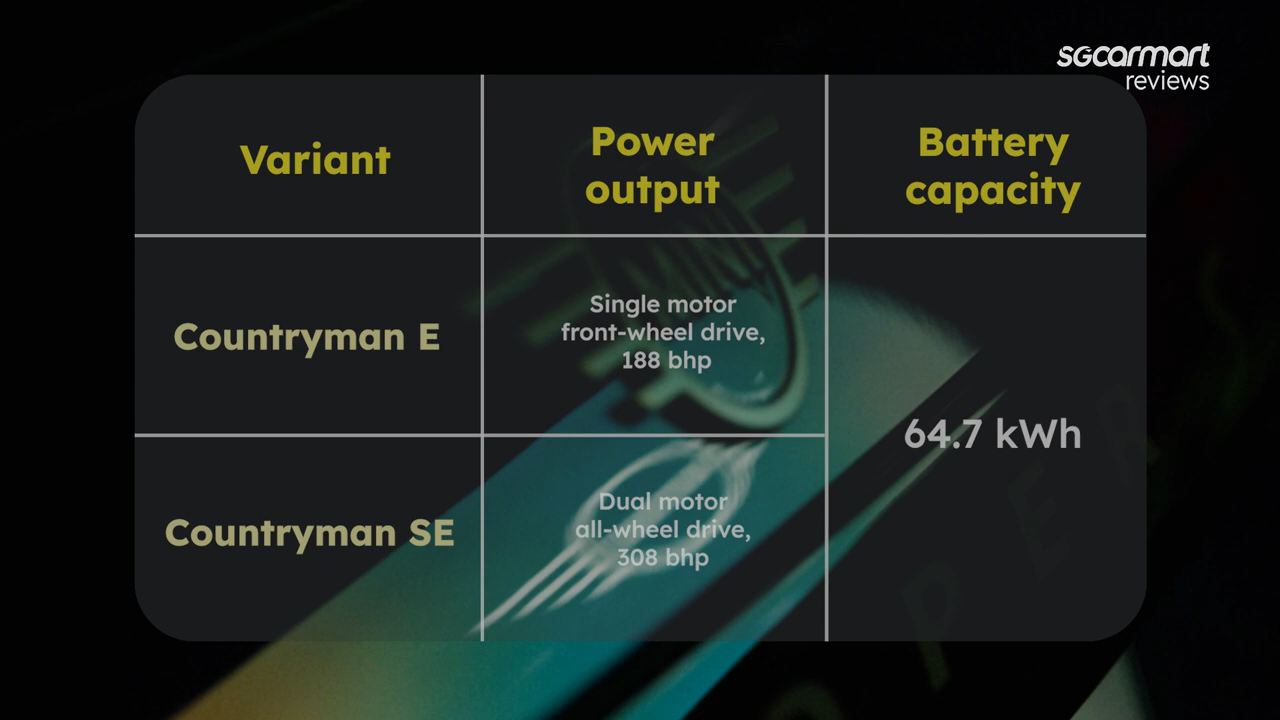 sgcarmart
reviews
Variant
Power
output
Battery
capacity
Countryman E
Single motor
front-wheel drive,
188 bhp
64.7 kWh
Countryman SE
Dual motor
all-wheel drive,
308 bhp
MINI